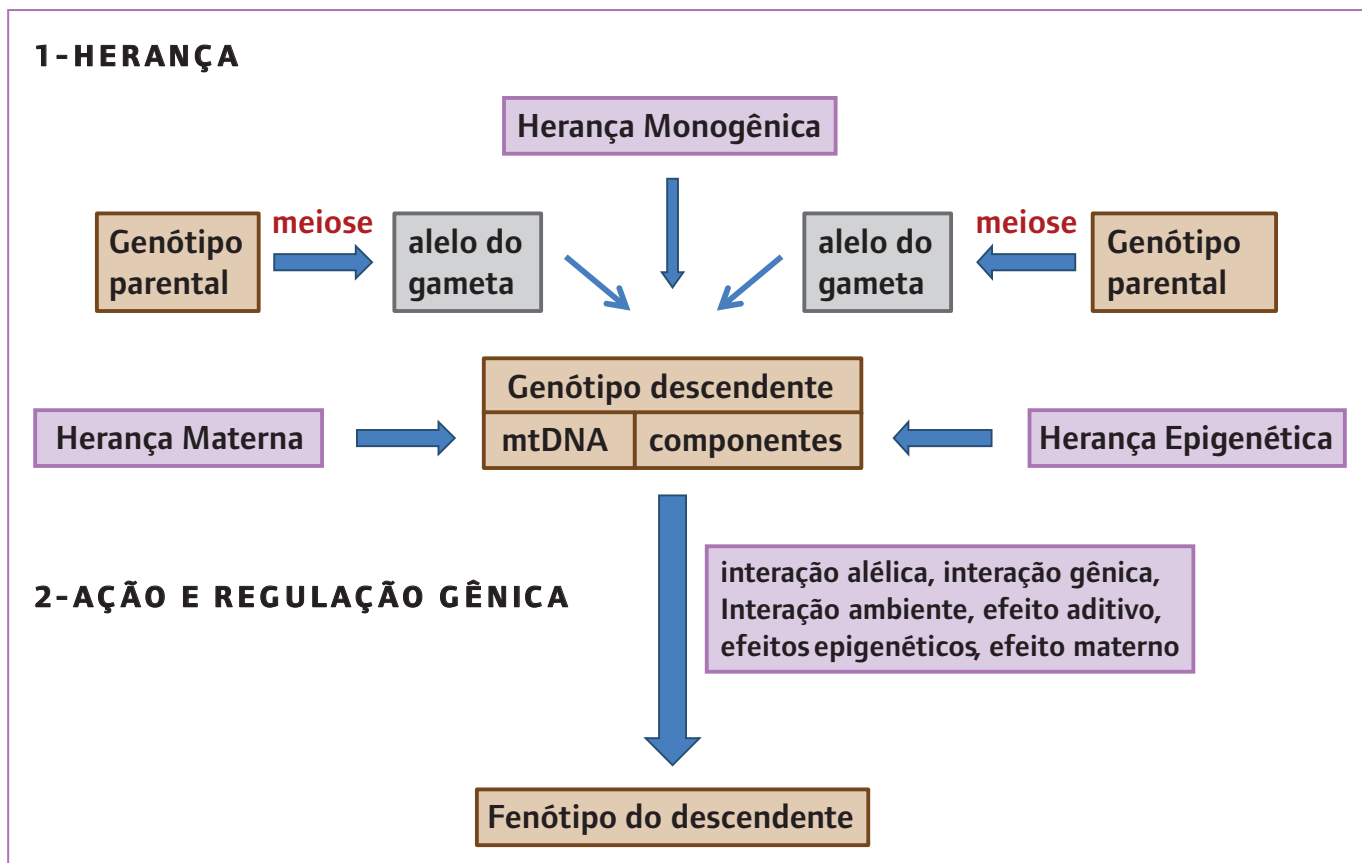 1-HERANÇA
Herança Monogênica
Genótipo
parental
meiose
alelo do
gameta
alelo do
gameta
meiose
Genótipo
parental
Genótipo descendente
mtDNA
componentes
Herança Materna
Herança Epigenética
2-AÇÃO E REGULAÇÃO GÊNICA
interação alélica, interação gênica,
Interação ambiente, efeito aditivo,
efeitos epigenéticos, efeito materno
Fenótipo do descendente